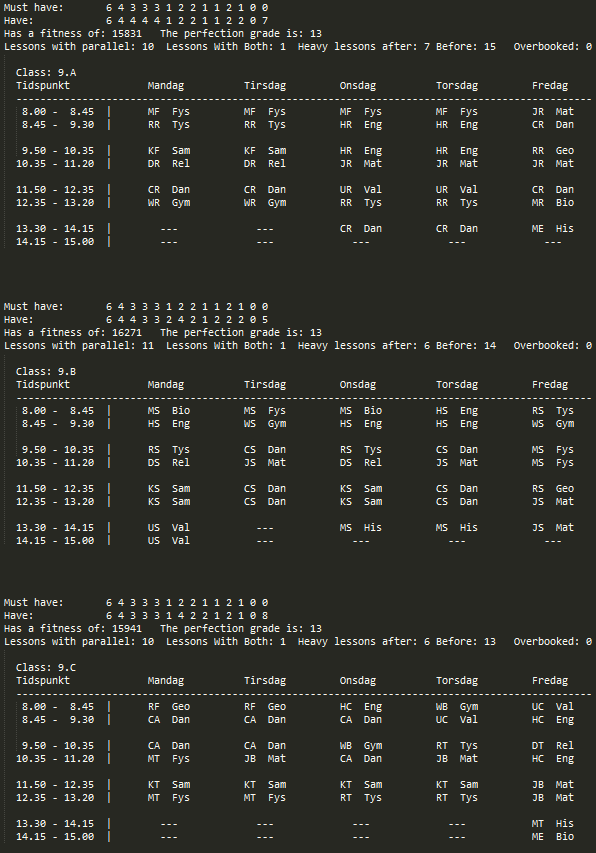 Must have: 6 4 3 3 3 1 2 2 1 1 2 1 0 0
Have: 6 4 4 4 4 1 2 2 1 1 2 2 0 7
Has a fitness of: 15831 The perfection grade is: 13
Lessons with parallel: 10 Lessons With Both: 1 Heavy lessons after: 7 Before: 15 Overbooked: 0
Class: 9.A
Tidspunkt Mandag Tirsdag Onsdag Torsdag Fredag
8.00 - 8.45 | MF Fys MF Fys MF Fys MF Fys JR Mat
8.45 - 9.30 | RR Tys RR Tys HR Eng HR Eng CR Dan
9.50 - 10.35 | KF Sam KF Sam HR Eng HR Eng RR Geo
10.35 - 11.20 | DR Rel DR Rel JR Mat JR Mat JR Mat
11.50 - 12.35 | CR Dan CR Dan UR Val UR Val CR Dan
12.35 - 13.20 | WR Gym WR Gym RR Tys RR Tys MR Bio
13.30 - 14.15 | --- --- CR Dan CR Dan ME His
14.15 - 15.00 | --- --- --- --- ---
Must have: 6 4 3 3 3 1 2 2 1 1 2 1 0 0
Have: 6 4 4 3 3 2 4 2 1 2 2 2 0 5
Has a fitness of: 16271 The perfection grade is: 13
Lessons with parallel: 11 Lessons With Both: 1 Heavy lessons after: 6 Before: 14 Overbooked: 0
Class: 9.B
Tidspunkt Mandag Tirsdag Onsdag Torsdag Fredag
8.00 - 8.45 | MS Bio MS Fys MS Bio HS Eng RS Tys
8.45 - 9.30 | HS Eng WS Gym HS Eng HS Eng WS Gym
9.50 - 10.35 | RS Tys CS Dan RS Tys CS Dan MS Fys
10.35 - 11.20 | DS Rel JS Mat DS Rel JS Mat MS Fys
11.50 - 12.35 | KS Sam CS Dan KS Sam CS Dan RS Geo
12.35 - 13.20 | KS Sam CS Dan KS Sam CS Dan JS Mat
13.30 - 14.15 | US Val --- MS His MS His JS Mat
14.15 - 15.00 | US Val --- --- --- ---
Must have: 6 4 3 3 3 1 2 2 1 1 2 1 0 0
Have: 6 4 3 3 3 1 4 2 2 1 2 1 0 8
Has a fitness of: 15941 The perfection grade is: 13
Lessons with parallel: 10 Lessons With Both: 1 Heavy lessons after: 6 Before: 13 Overbooked: 0
Class: 9.C
Tidspunkt Mandag Tirsdag Onsdag Torsdag Fredag
8.00 - 8.45 | RF Geo RF Geo HC Eng WB Gym UC Val
8.45 - 9.30 | CA Dan CA Dan CA Dan UC Val HC Eng
9.50 - 10.35 | CA Dan CA Dan WB Gym RT Tys DT Rel
10.35 - 11.20 | MT Fys JB Mat CA Dan JB Mat HC Eng
11.50 - 12.35 | KT Sam KT Sam KT Sam KT Sam JB Mat
12.35 - 13.20 | MT Fys MT Fys RT Tys RT Tys JB Mat
13.30 - 14.15 | --- --- --- --- MT His
14.15 - 15.00 | --- --- --- --- ME Bio